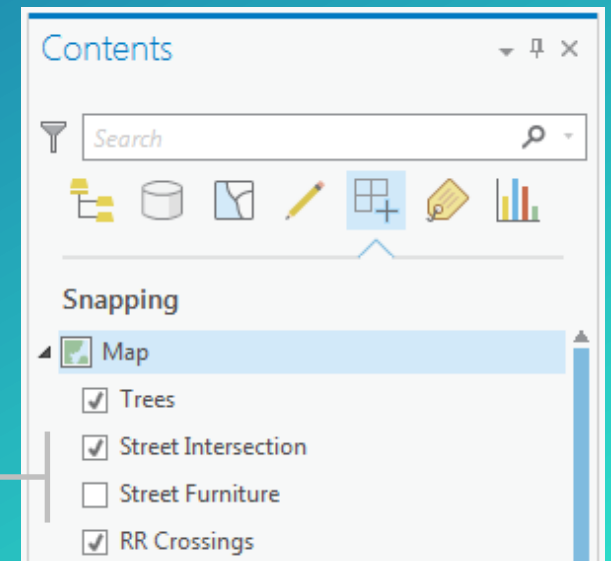 Contents
Search
Snapping
Map
Trees
Street Intersection
Street Furniture
RR Crossings